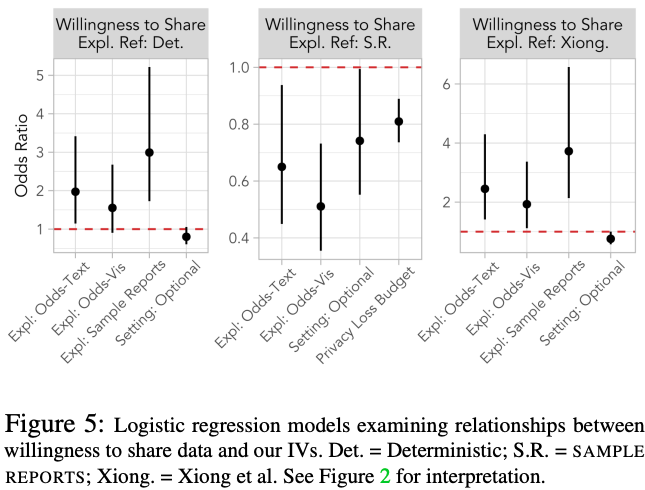 Willingness to Share
Expl. Ref: Det.
Willingness to Share
Expl. Ref: S.R.
Willingness to Share
Expl. Ref: Xiong.
Odds Ratio
5
4
3
2
1
1.0
0.8
0.6
0.4
6
4
2
Expl: Odds-Text
Expl: Odds-Vis
Expl: Sample Reports
Setting: Optional
Expl: Odds-Text
Expl: Odds-Vis
Setting: Optional
Privacy Loss Budget
Expl: Odds-Text
Expl: Odds-Vis
Expl: Sample Reports
Setting: Optional
Figure 5: Logistic regression models examining relationships between
willingness to share data and our IVs. Det. = Deterministic; S.R. = SAMPLE
REPORTS; Xiong. = Xiong et al. See Figure 2 for interpretation.